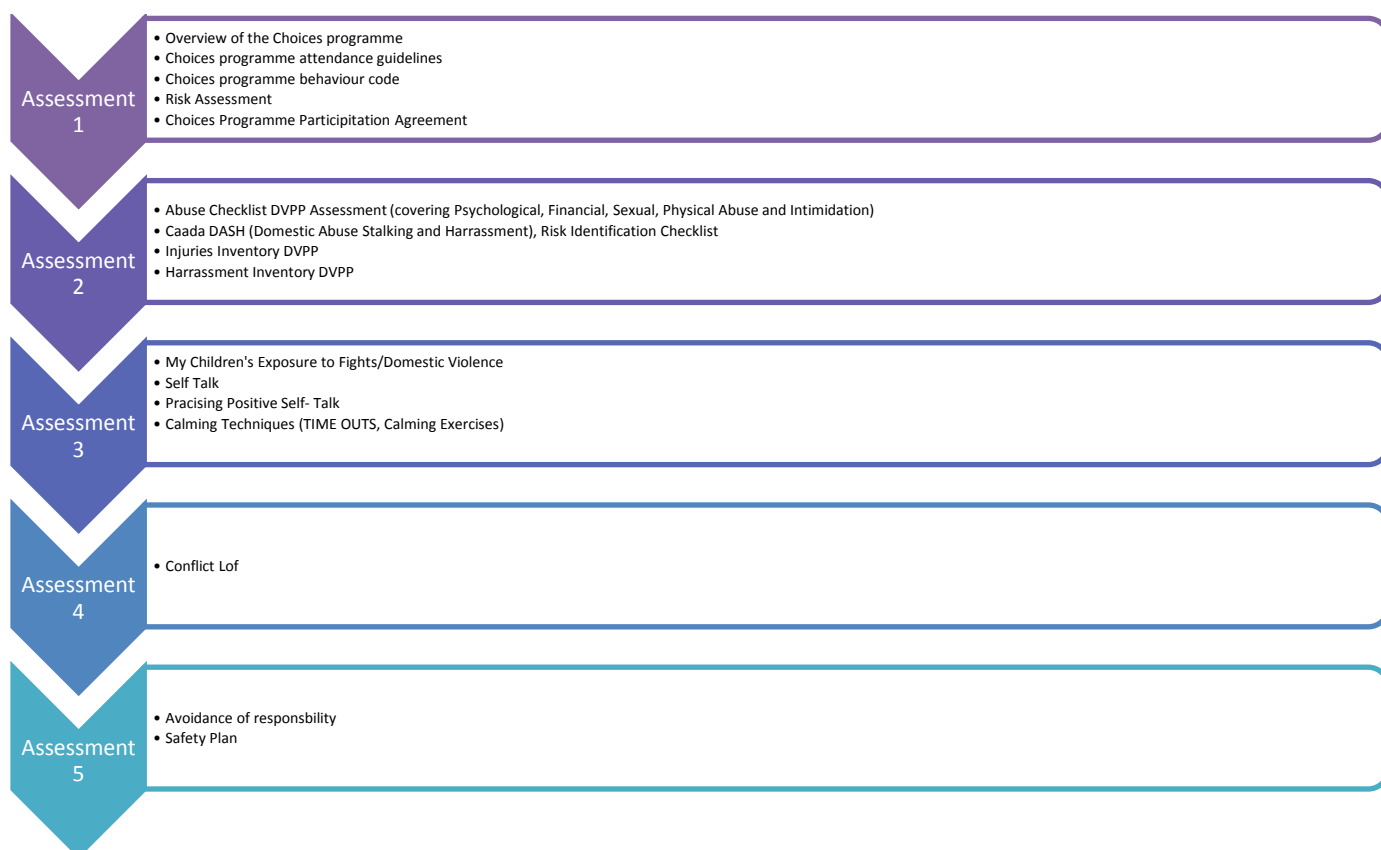 Assessment
1
• Overview of the Choices programme
• Choices programme attendance guidelines
• Choices programme behaviour code
• Risk Assessment
• Choices Programme Participitation Agreement
Assessment
2
• Abuse Checklist DVPP Assessment (covering Psychological, Financial, Sexual, Physical Abuse and Intimidation)
• Caada DASH (Domestic Abuse Stalking and Harrassment), Risk Identification Checklist
• Injuries Inventory DVPP
• Harrassment Inventory DVPP
Assessment
3
• My Children's Exposure to Fights/Domestic Violence
• Self Talk
• Pracising Positive Self- Talk
• Calming Techniques (TIME OUTS, Calming Exercises)
Assessment
4
• Conflict Lof
Assessment
5
• Avoidance of responsbility
• Safety Plan